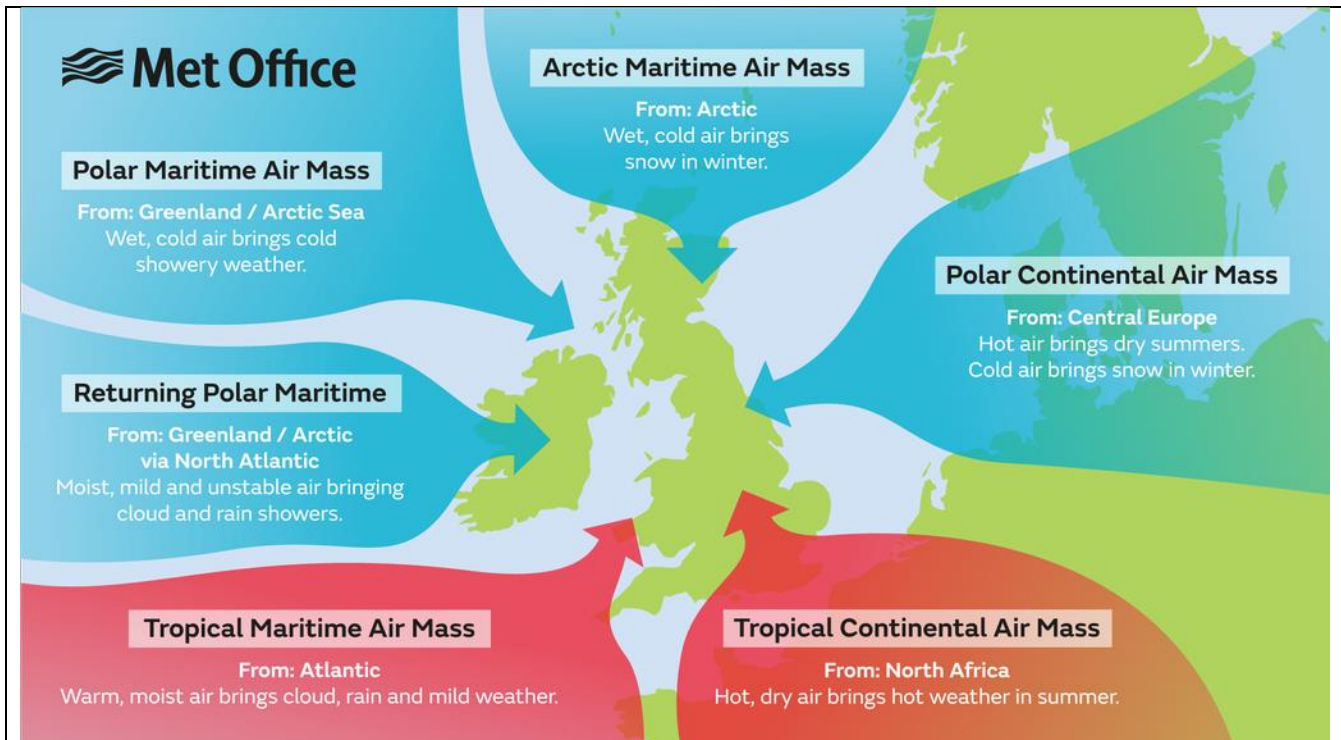 Met Office
Arctic Maritime Air Mass
From: Arctic
Wet, cold air brings
snow in winter.
Polar Maritime Air Mass
From: Greenland / Arctic Sea
Wet, cold air brings cold
showery weather.
Polar Continental Air Mass
From: Central Europe
Hot air brings dry summers.
Cold air brings snow in winter.
Returning Polar Maritime
From: Greenland / Arctic
via North Atlantic
Moist, mild and unstable air bringing
cloud and rain showers.
Tropical Maritime Air Mass
From: Atlantic
Warm, moist air brings cloud, rain and mild weather.
Tropical Continental Air Mass
From: North Africa
Hot, dry air brings hot weather in summer.